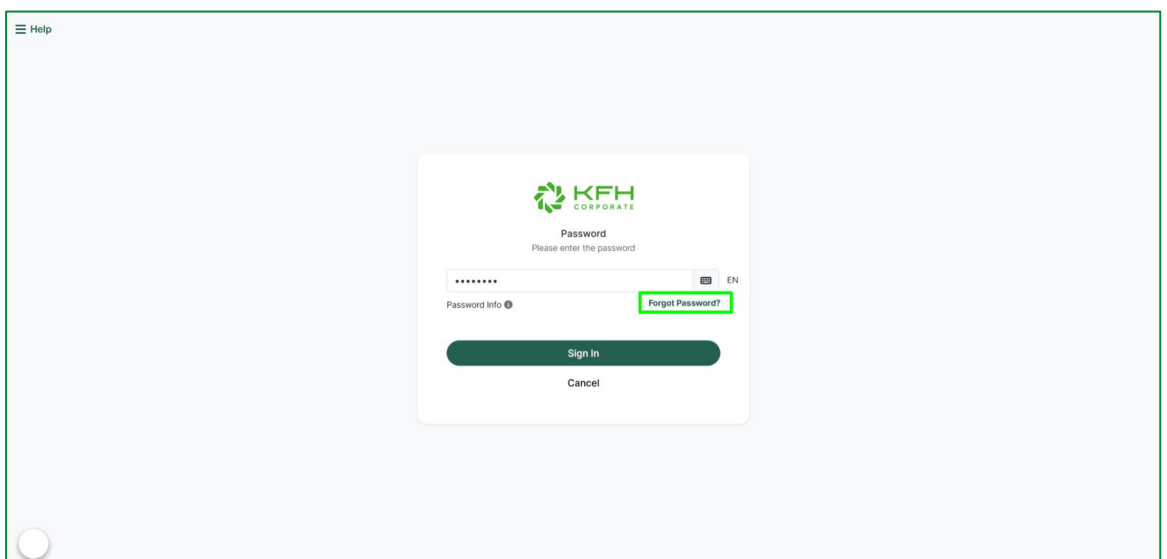 Help
KFH
CORPORATE
Password
Please enter the password
••••••••
EN
Password Info
Forgot Password?
Sign In
Cancel